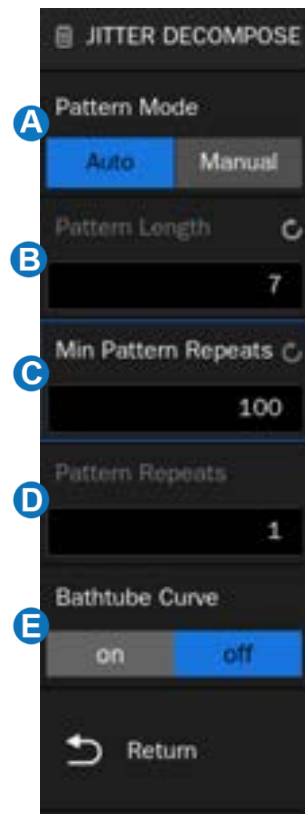 JITTER DECOMPOSE
Pattern Mode
A
Auto Manual
Pattern Length
B
7
Min Pattern Repeats
C
100
Pattern Repeats
D
1
Bathtube Curve
E
on off
Return